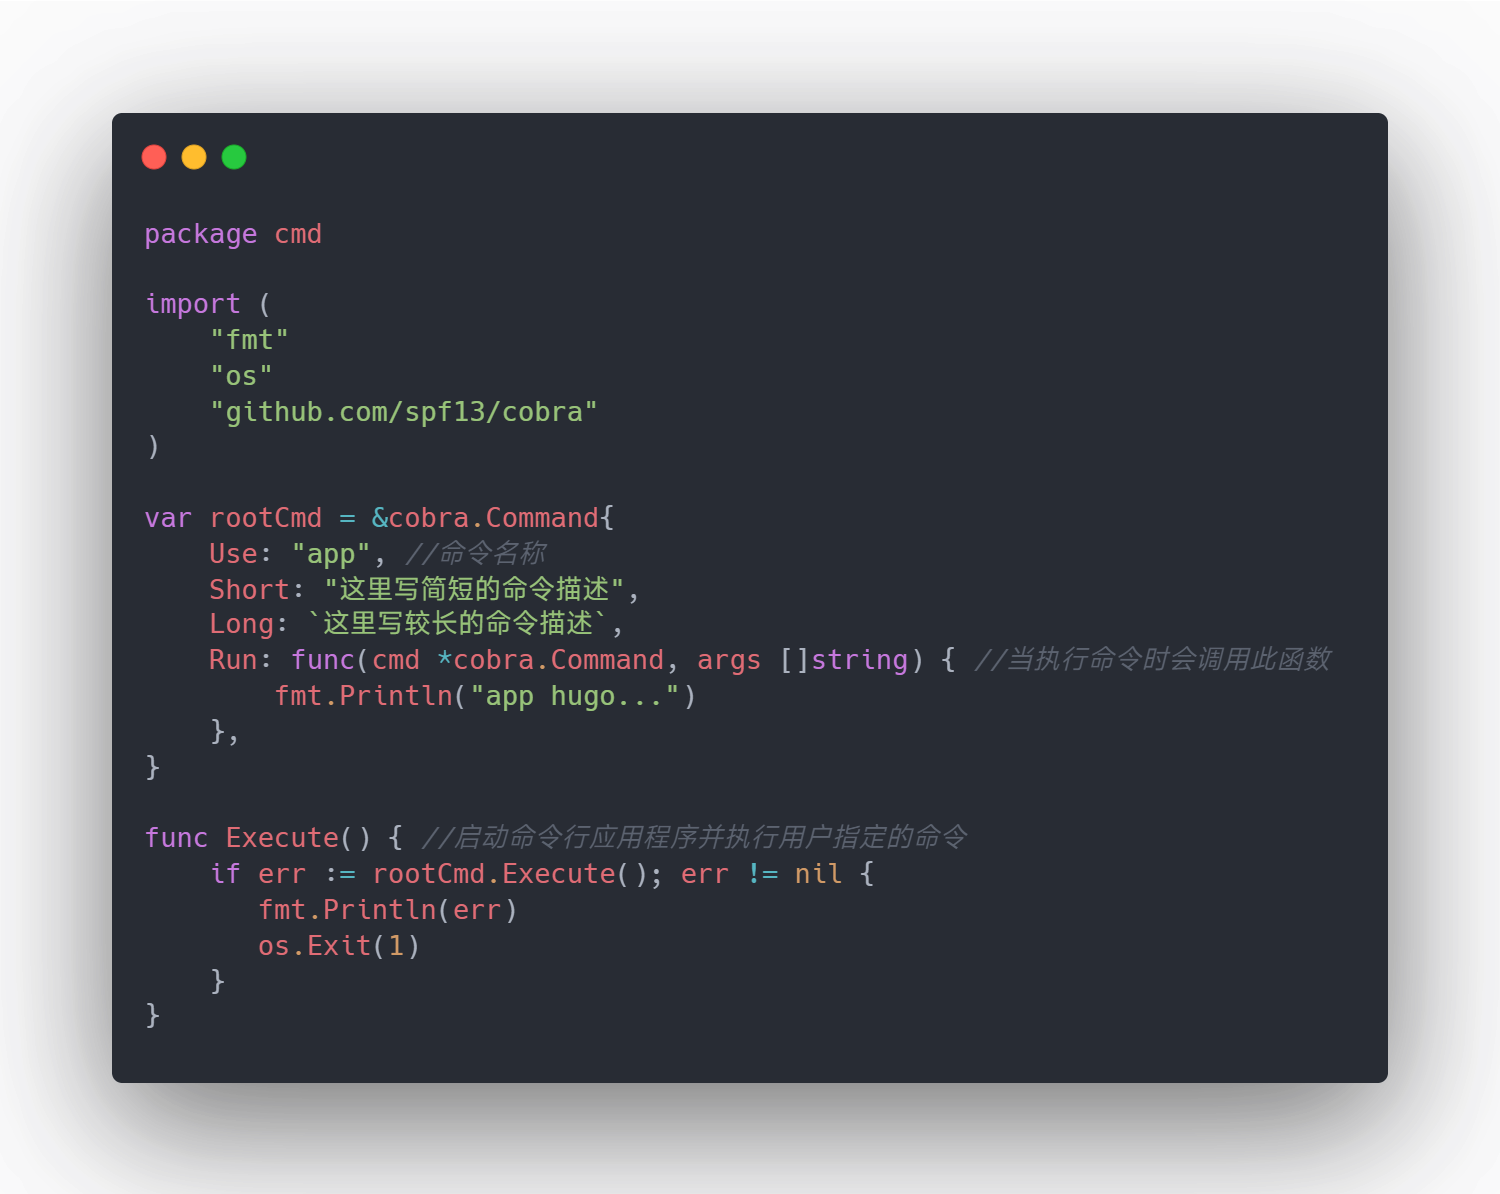 package cmd

import (
    "fmt"
    "os"
    "github.com/spf13/cobra"
)

var rootCmd = &cobra.Command{
    Use: "app", //命令名称
    Short: "这里写简短的命令描述",
    Long: `这里写较长的命令描述`,
    Run: func(cmd *cobra.Command, args []string) { //当执行命令时会调用此函数
        fmt.Println("app hugo...")
    },
}

func Execute() { //启动命令行应用程序并执行用户指定的命令
    if err := rootCmd.Execute(); err != nil {
       fmt.Println(err)
       os.Exit(1)
    }
}